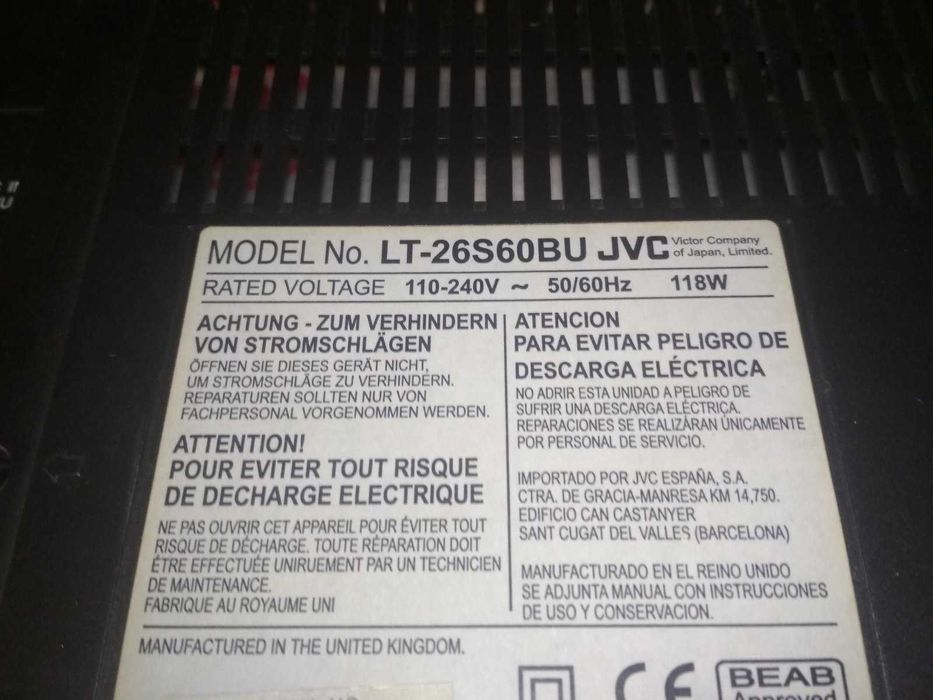 MODEL No. LT-26S60BU JVC Victor Company of Japan, Limited.
RATED VOLTAGE 110-240V ~ 50/60Hz 118W
ACHTUNG - ZUM VERHINDERN
VON STROMSCHLÄGEN
ÖFFNEN SIE DIESES GERÄT NICHT,
UM STROMSCHLÄGE ZU VERHINDERN.
REPARATUREN SOLLTEN NUR VON
FACHPERSONAL VORGENOMMEN WERDEN.
ATTENTION!
POUR EVITER TOUT RISQUE
DE DECHARGE ELECTRIQUE
NE PAS OUVRIR CET APPAREIL POUR ÉVITER TOUT
RISQUE DE DÉCHARGE. TOUTE RÉPARATION DOIT
ÊTRE EFFECTUÉE UNIRUEMENT PAR UN TECHNICIEN
DE MAINTENANCE.
FABRIQUE AU ROYAUME UNI
ATENCION
PARA EVITAR PELIGRO DE
DESCARGA ELÉCTRICA
NO ADRIR ESTA UNIDAD A PELIGRO DE
SUFRIR UNA DESCARGA ELÉCTRICA.
REPARACIONES SE REALIZÁRAN ÚNICAMENTE
POR PERSONAL DE SERVICIO.
IMPORTADO POR JVC ESPAÑA, S.A.
CTRA. DE GRACIA-MANRESA KM 14,750.
EDIFICIO CAN CASTANYER
SANT CUGAT DEL VALLES (BARCELONA)
MANUFACTURADO EN EL REINO UNIDO
SE ADJUNTA MANUAL CON INSTRUCCIONES
DE USO Y CONSERVACION.
MANUFACTURED IN THE UNITED KINGDOM.
CE
BEAB
Approved